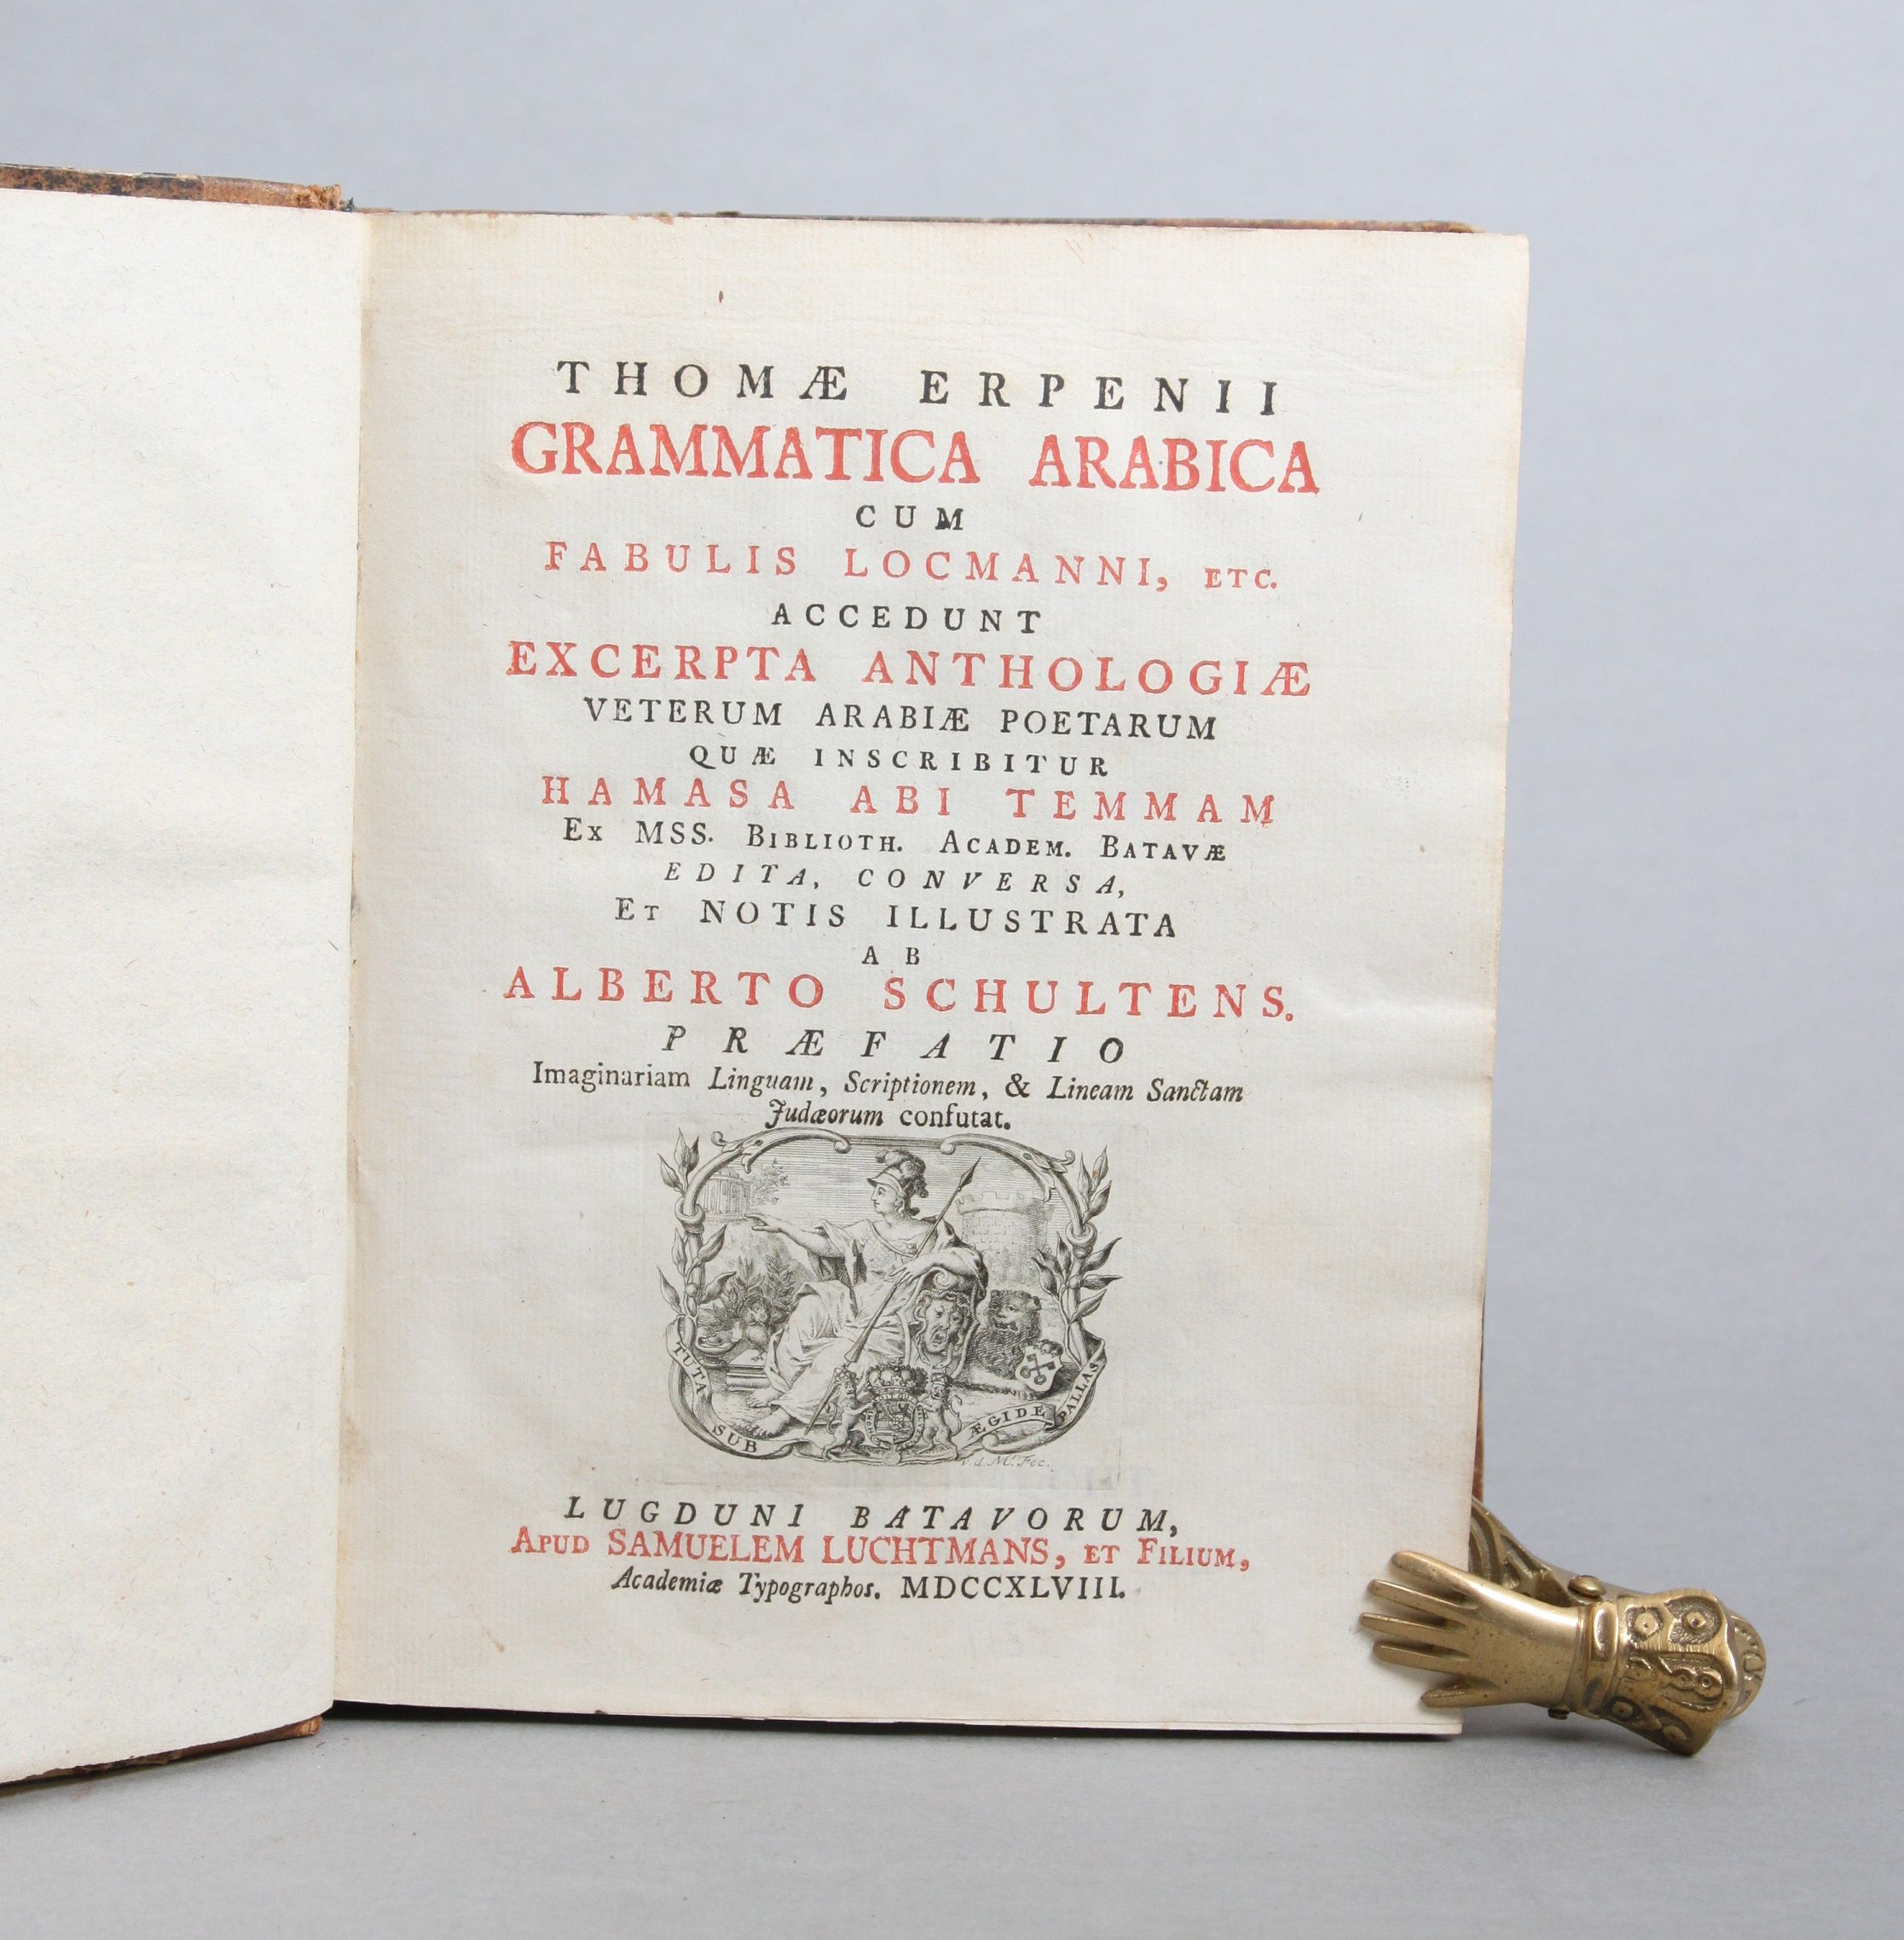 THOMÆ ERPENII
GRAMMATICA ARABICA
CUM
FABULIS LOCMANNI, ETC.
ACCEDUNT
EXCERPTA ANTHOLOGIÆ
VETERUM ARABIÆ POETARUM
QUÆ INSCRIBITUR
HAMASA ABI TEMMAM
Ex MSS. BIBLIOTH. ACADEM. BATAVÆ
EDITA, CONVERSA,
ET NOTIS ILLUSTRATA
AB
ALBERTO SCHULTENS.
PRÆFATIO
Imaginariam Linguam, Scriptionem, & Lineam Sanctam
Judæorum confutat.
TUTA SUB ÆGIDE PALLAS
v. d. M. Fec.
LUGDUNI BATAVORUM,
APUD SAMUELEM LUCHTMANS, ET FILIUM,
Academiæ Typographos. MDCCXLVIII.